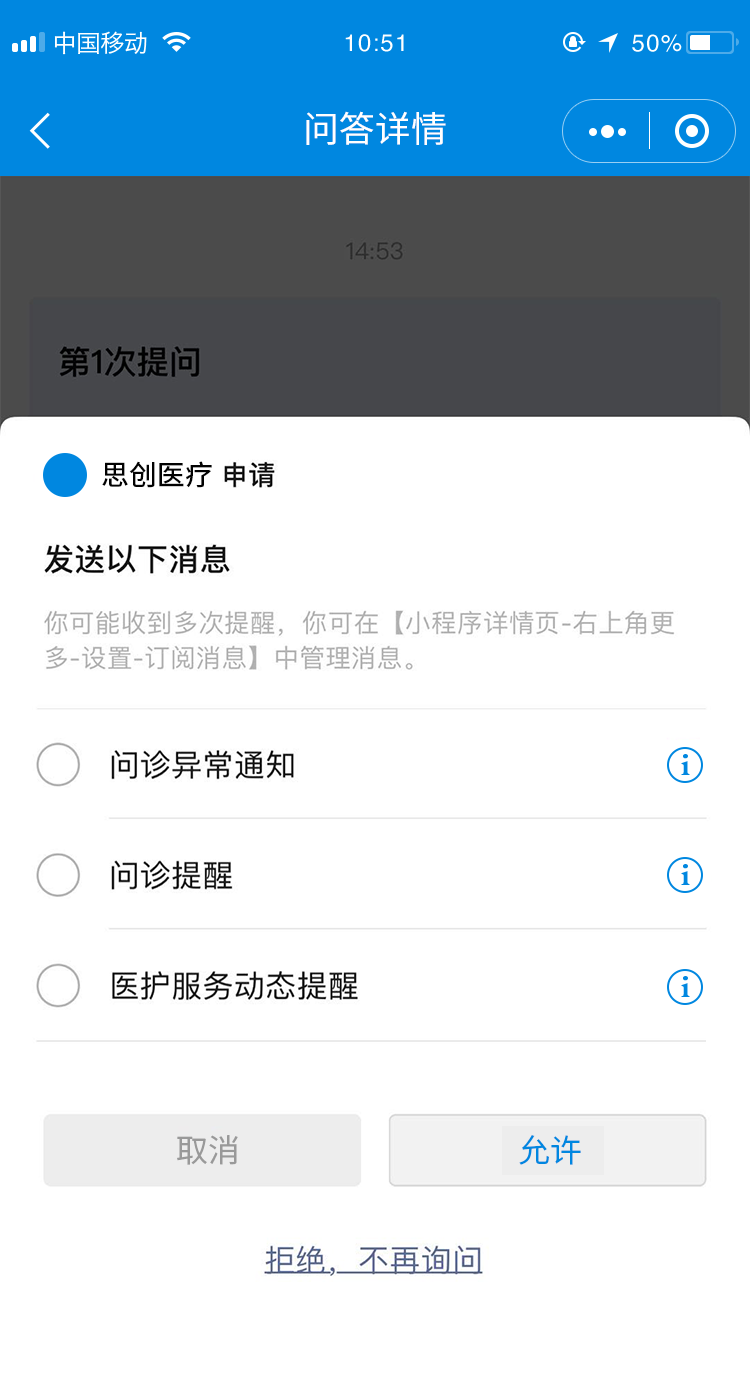 中国移动 10:51 50%
问答详情
14:53
第1次提问
思创医疗 申请
发送以下消息
你可能收到多次提醒，你可在【小程序详情页-右上角更
多-设置-订阅消息】中管理消息。
问诊异常通知
问诊提醒
医护服务动态提醒
取消 允许
拒绝，不再询问